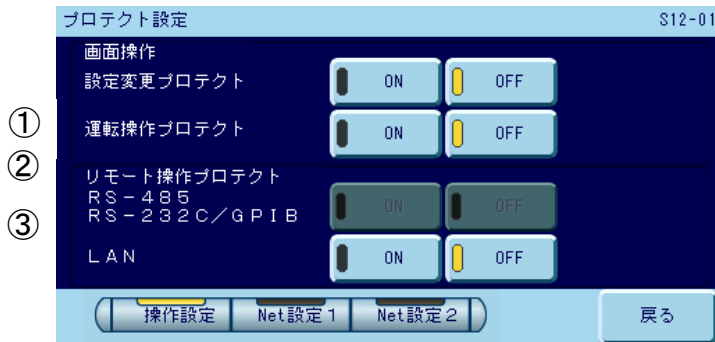 プロテクト設定 S12-01
画面操作
設定変更プロテクト ON OFF
① 運転操作プロテクト ON OFF
②
リモート操作プロテクト
RS-485
③ RS-232C/GPIB ON OFF
LAN ON OFF
操作設定 Net設定1 Net設定2 戻る